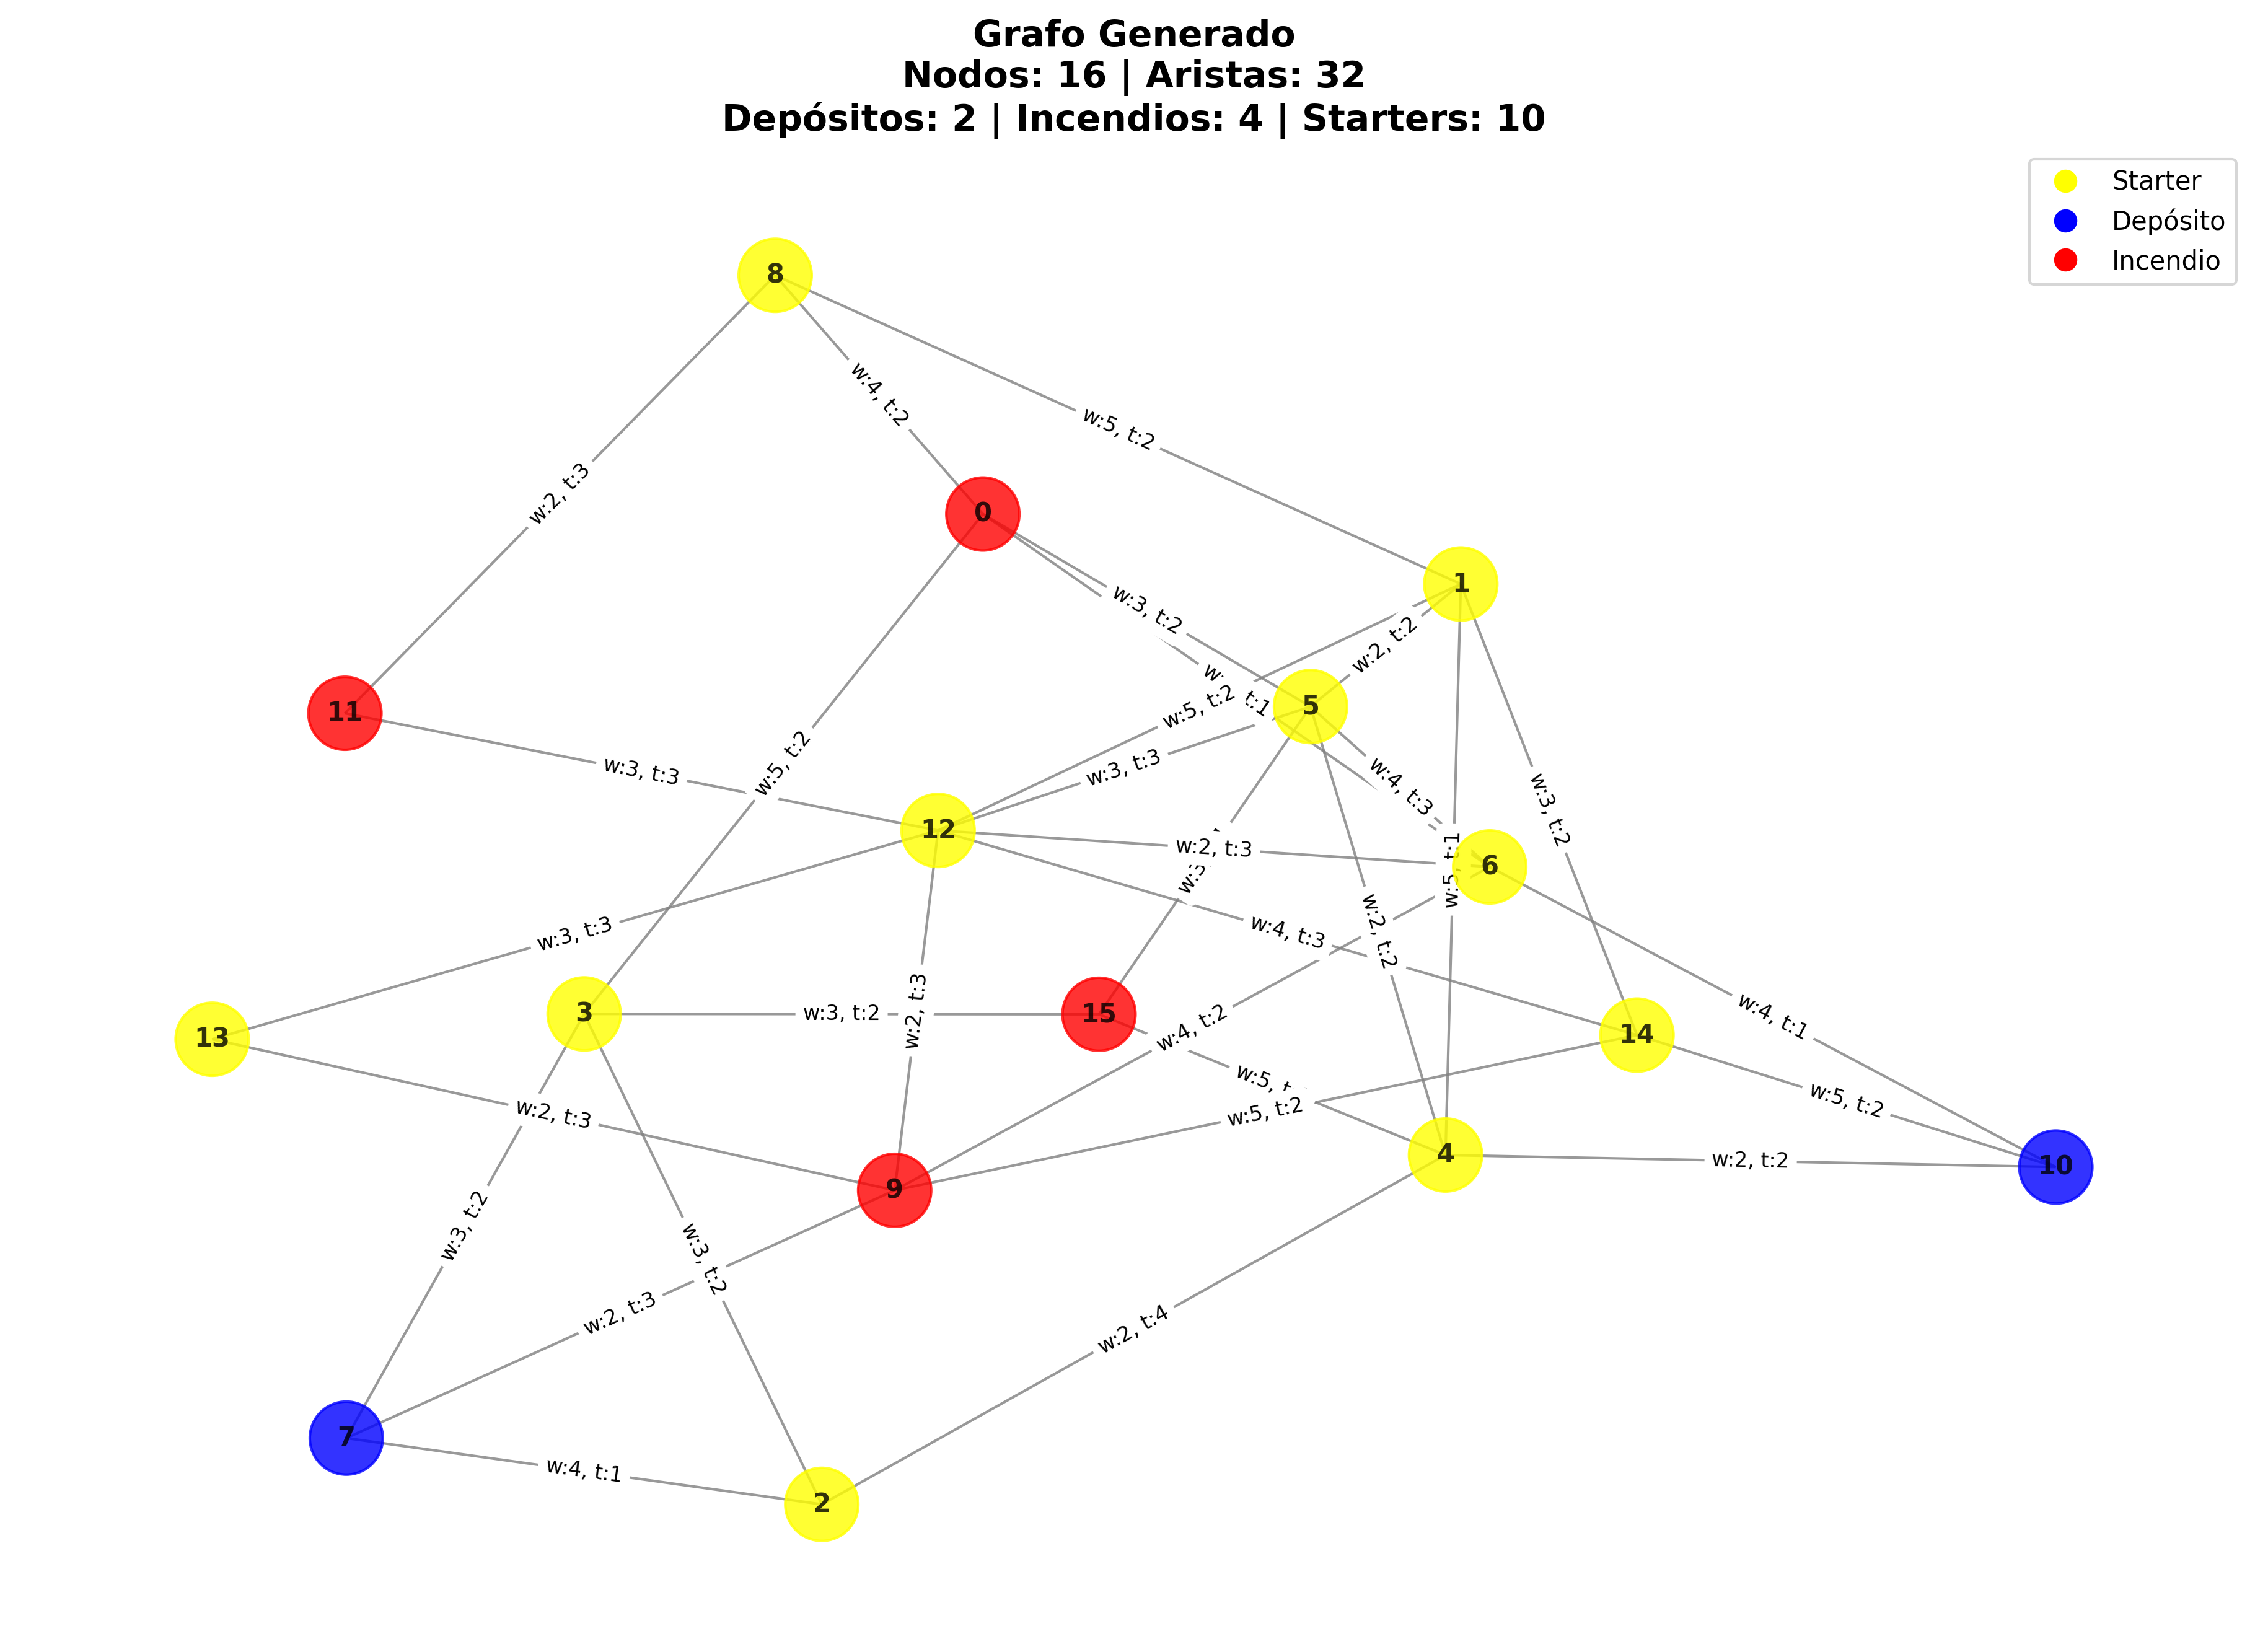 Grafo Generado
Nodos: 16 | Aristas: 32
Depósitos: 2 | Incendios: 4 | Starters: 10
Starter
Depósito
Incendio
8
w:4, t:2
w:5, t:2
w:2, t:3
0
1
w:3, t:2
w:2, t:2
t:1
w:5, t:2
5
11
w:5, t:2
w:3, t:3
w:3, t:3
w:4, t:3
w:3, t:2
12
w:2, t:3
w:5, t:1
6
w:3, t:3
w:4, t:3
w:2, t:2
13
3
w:3, t:2
w:2, t:3
15
w:4, t:2
14
w:4, t:1
w:5,
w:5, t:2
w:2, t:3
w:5, t:2
9
4
w:2, t:2
10
w:3, t:2
w:3, t:2
w:2, t:3
w:2, t:4
7
w:4, t:1
2